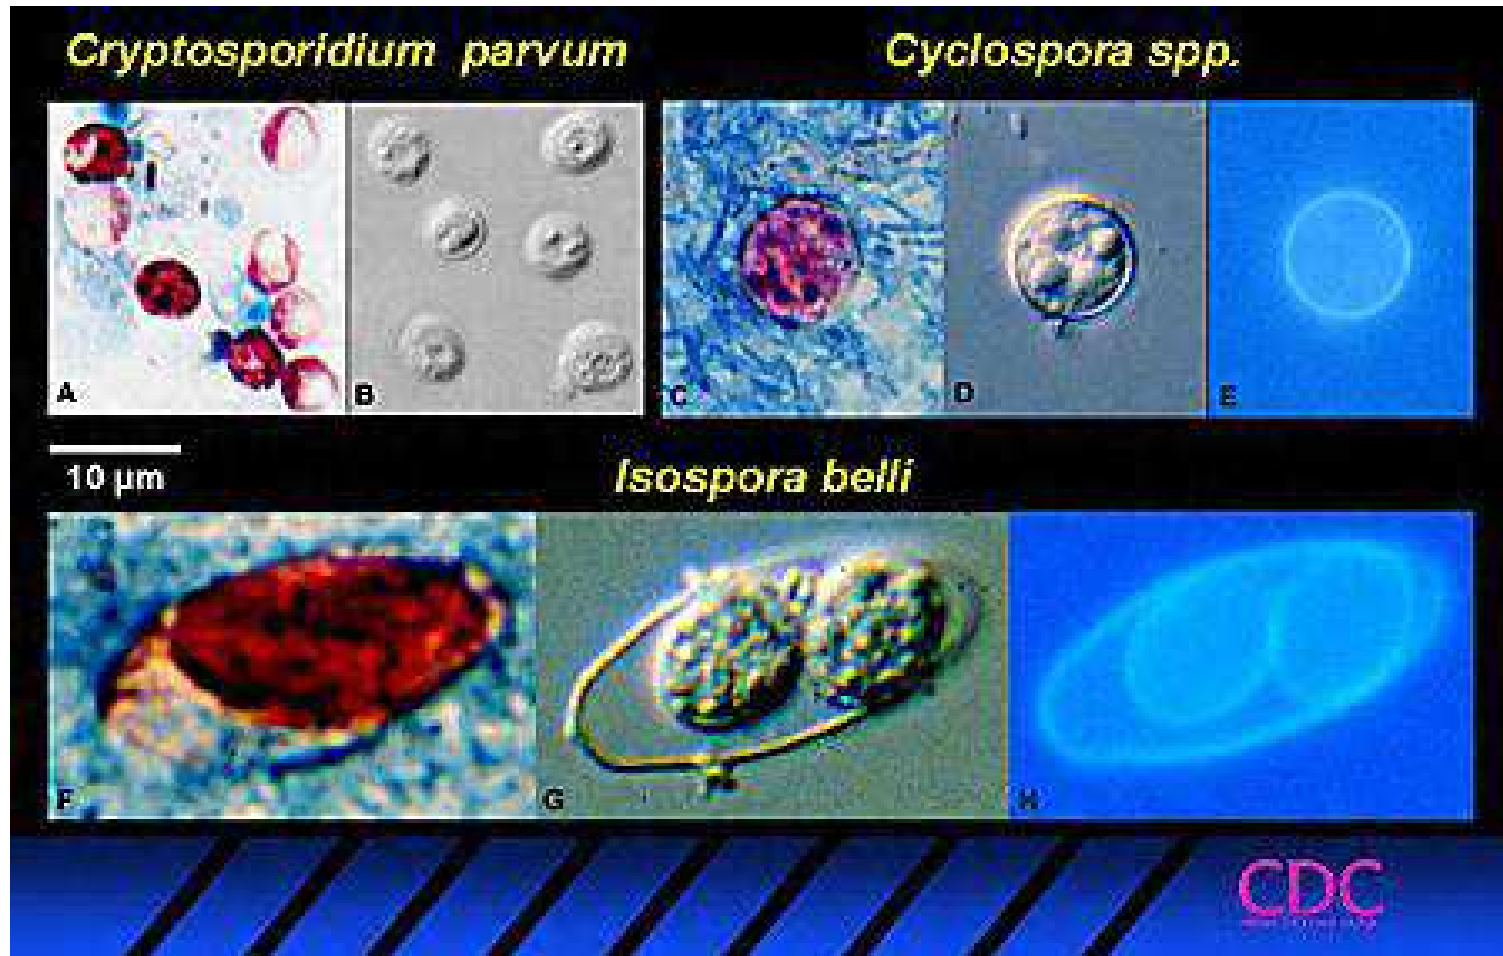 Cryptosporidium parvum
Cyclospora spp.
A
B
C
D
E
10 µm
Isospora belli
F
G
H
CDC